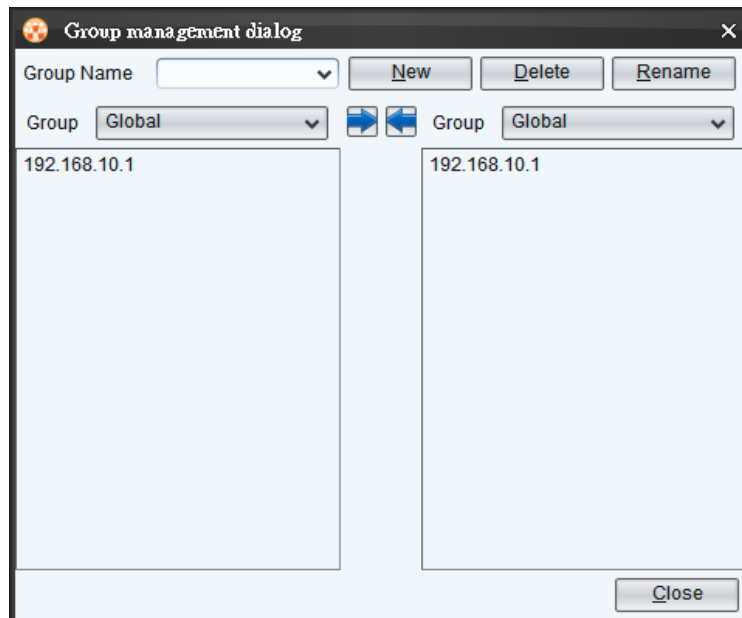 Group management dialog
Group Name New Delete Rename
Group Global Group Global
192.168.10.1 192.168.10.1
Close